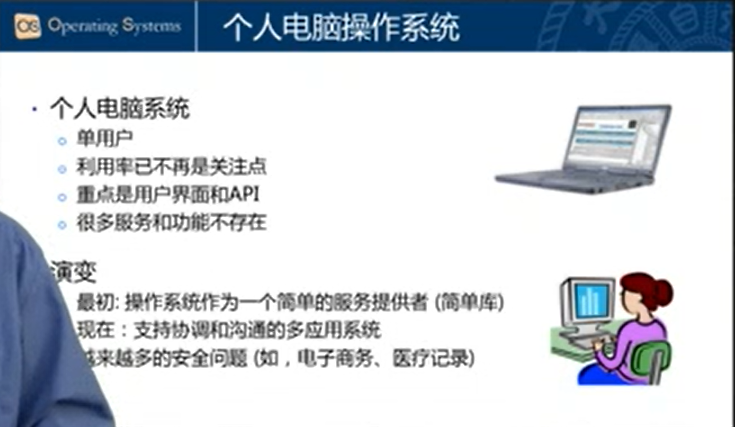 OS Operating Systems
个人电脑操作系统
个人电脑系统
单用户
利用率已不再是关注点
重点是用户界面和API
很多服务和功能不存在
演变
最初: 操作系统作为一个简单的服务提供者 (简单库)
现在：支持协调和沟通的多应用系统
越来越多的安全问题 (如，电子商务、医疗记录)